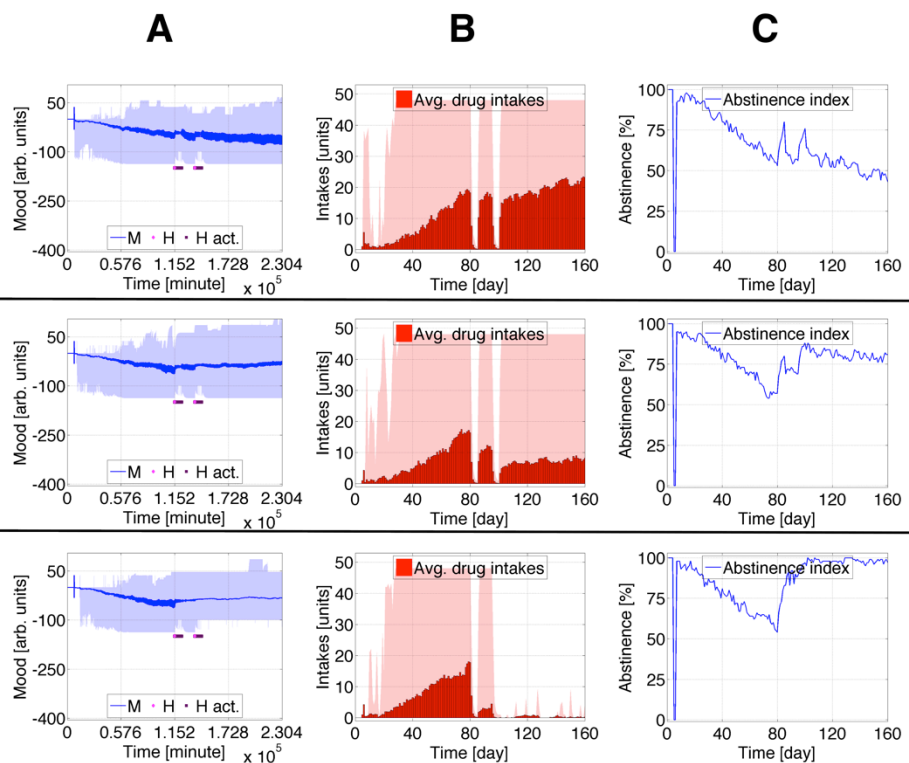 A B C
Mood [arb. units]
50
-100
-250
-400
M H H act.
0 0.576 1.152 1.728 2.304
Time [minute] x 10^5
Intakes [units]
50
40
30
20
10
0
Avg. drug intakes
0 40 80 120 160
Time [day]
Abstinence [%]
100
75
50
25
0
Abstinence index
0 40 80 120 160
Time [day]
Mood [arb. units]
50
-100
-250
-400
M H H act.
0 0.576 1.152 1.728 2.304
Time [minute] x 10^5
Intakes [units]
50
40
30
20
10
0
Avg. drug intakes
0 40 80 120 160
Time [day]
Abstinence [%]
100
75
50
25
0
Abstinence index
0 40 80 120 160
Time [day]
Mood [arb. units]
50
-100
-250
-400
M H H act.
0 0.576 1.152 1.728 2.304
Time [minute] x 10^5
Intakes [units]
50
40
30
20
10
0
Avg. drug intakes
0 40 80 120 160
Time [day]
Abstinence [%]
100
75
50
25
0
Abstinence index
0 40 80 120 160
Time [day]